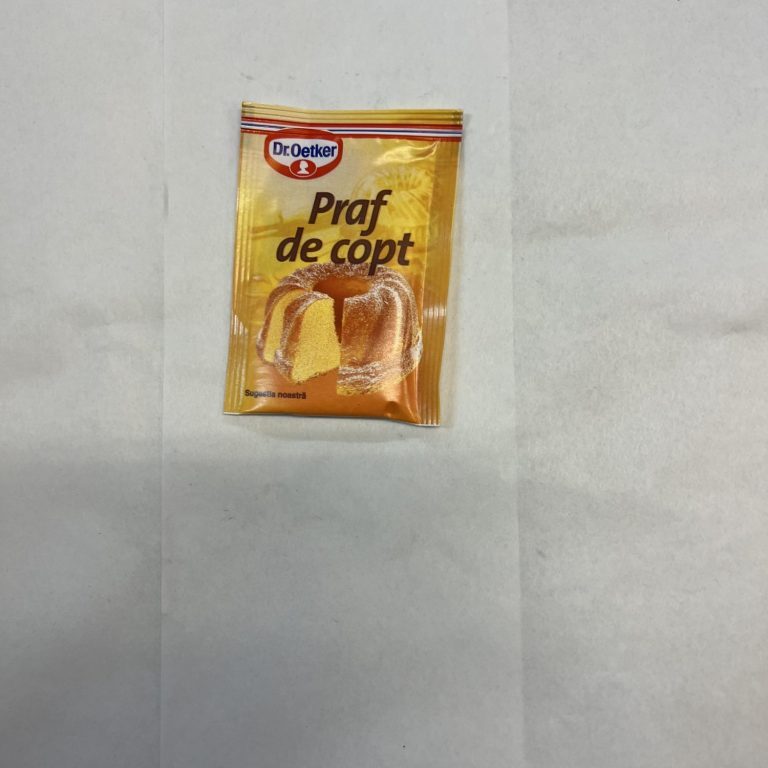 Dr.Oetker
Praf
de copt
Sugestia noastră